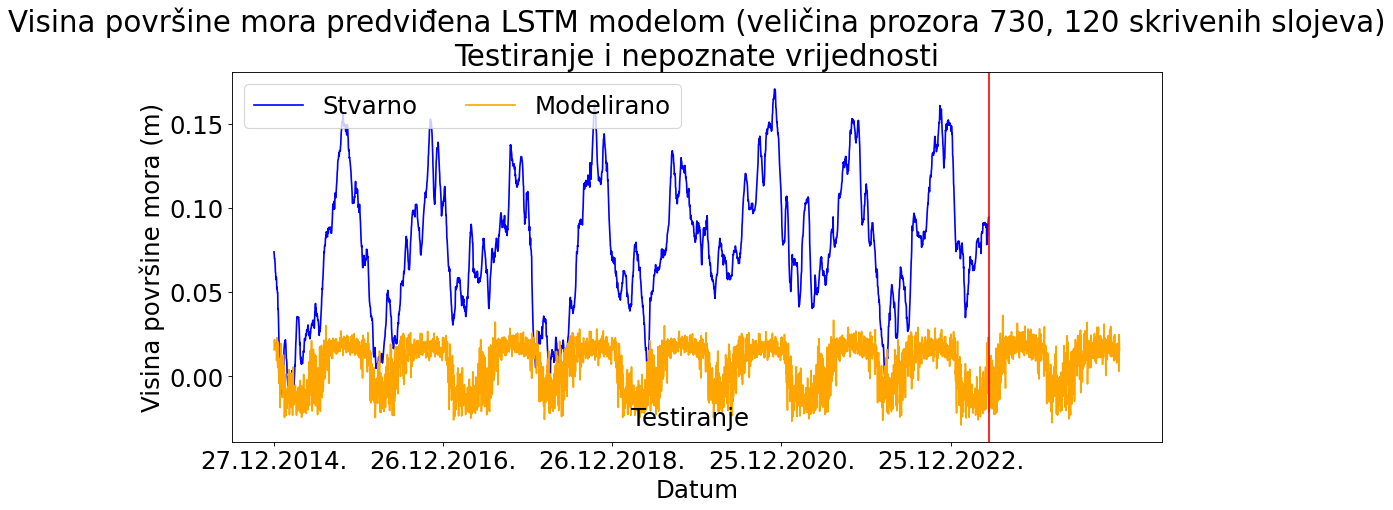 Visina površine mora predviđena LSTM modelom (veličina prozora 730, 120 skrivenih slojeva)
Testiranje i nepoznate vrijednosti
Stvarno Modelirano
Visina površine mora (m)
0.15
0.10
0.05
0.00
Testiranje
27.12.2014. 26.12.2016. 26.12.2018. 25.12.2020. 25.12.2022.
Datum